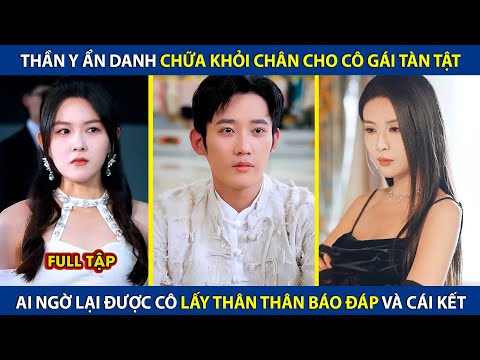 THẦN Y ẨN DANH CHỮA KHỎI CHÂN CHO CÔ GÁI TÀN TẬT
FULL TẬP
AI NGỜ LẠI ĐƯỢC CÔ LẤY THÂN THÂN BÁO ĐÁP VÀ CÁI KẾT